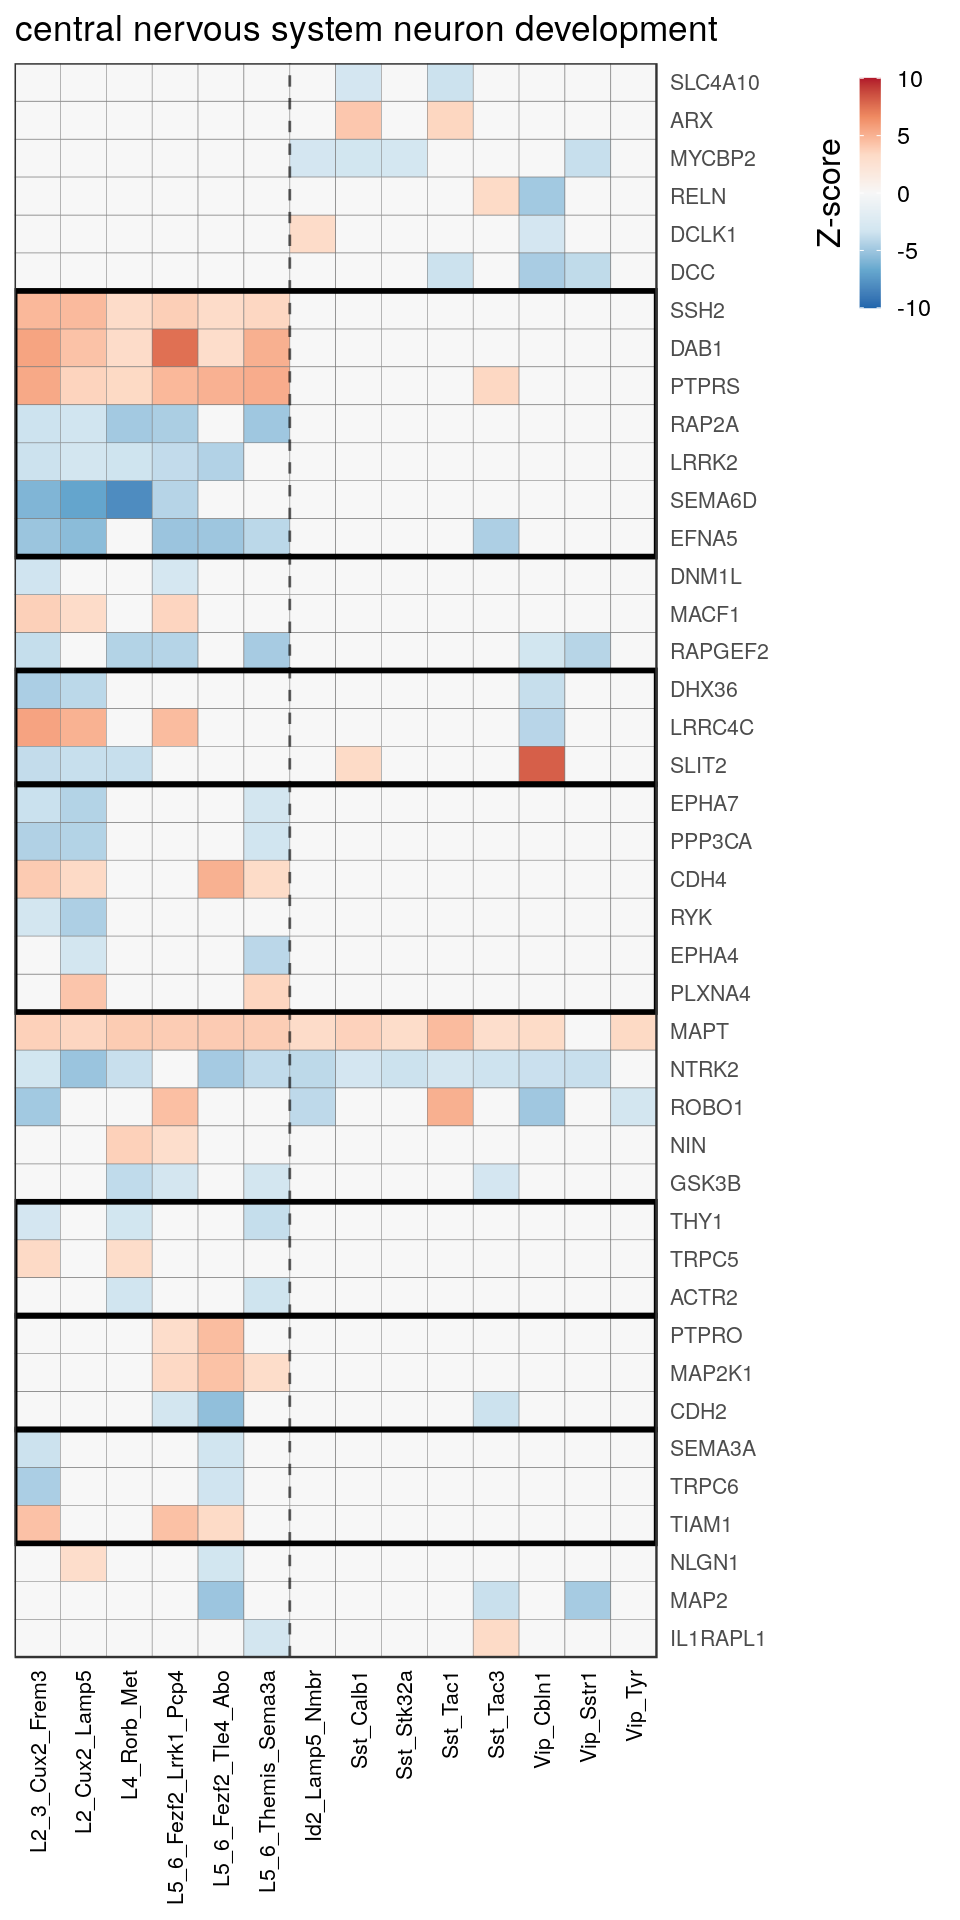 central nervous system neuron development
SLC4A10
ARX
MYCBP2
RELN
DCLK1
DCC
SSH2
DAB1
PTPRS
RAP2A
LRRK2
SEMA6D
EFNA5
DNM1L
MACF1
RAPGEF2
DHX36
LRRC4C
SLIT2
EPHA7
PPP3CA
CDH4
RYK
EPHA4
PLXNA4
MAPT
NTRK2
ROBO1
NIN
GSK3B
THY1
TRPC5
ACTR2
PTPRO
MAP2K1
CDH2
SEMA3A
TRPC6
TIAM1
NLGN1
MAP2
IL1RAPL1
Z-score
10
5
0
-5
-10
L2_3_Cux2_Frem3
L2_Cux2_Lamp5
L4_Rorb_Met
L5_6_Fezf2_Lrrk1_Pcp4
L5_6_Fezf2_Tle4_Abo
L5_6_Themis_Sema3a
Id2_Lamp5_Nmbr
Sst_Calb1
Sst_Stk32a
Sst_Tac1
Sst_Tac3
Vip_Cbln1
Vip_Sstr1
Vip_Tyr